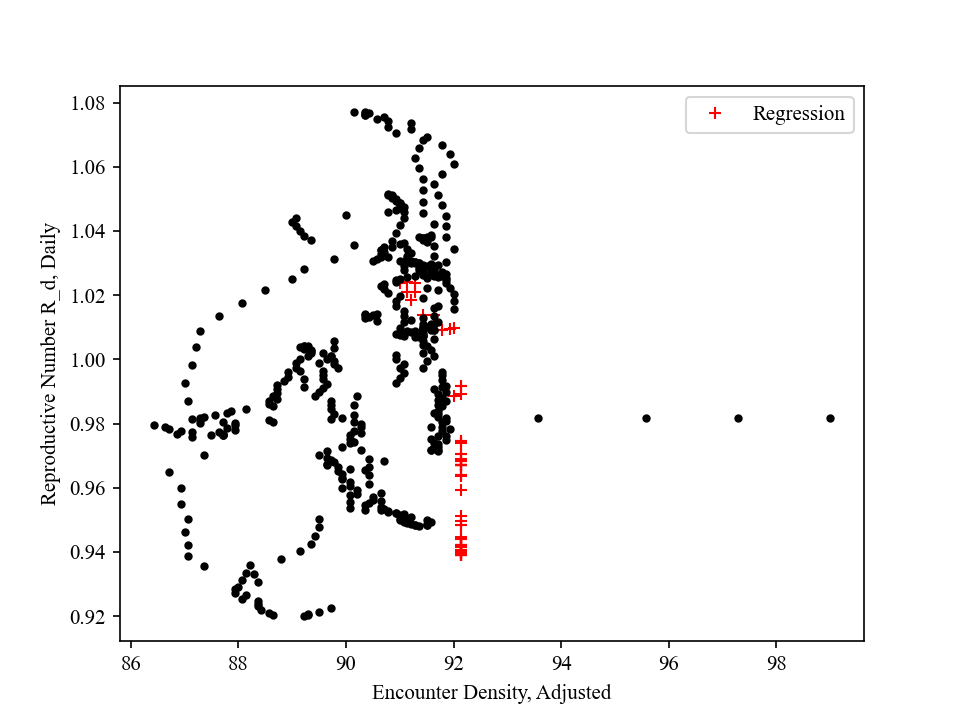 1.08
1.06
1.04
1.02
1.00
0.98
0.96
0.94
0.92
Reproductive Number R_d, Daily
Regression
86 88 90 92 94 96 98
Encounter Density, Adjusted